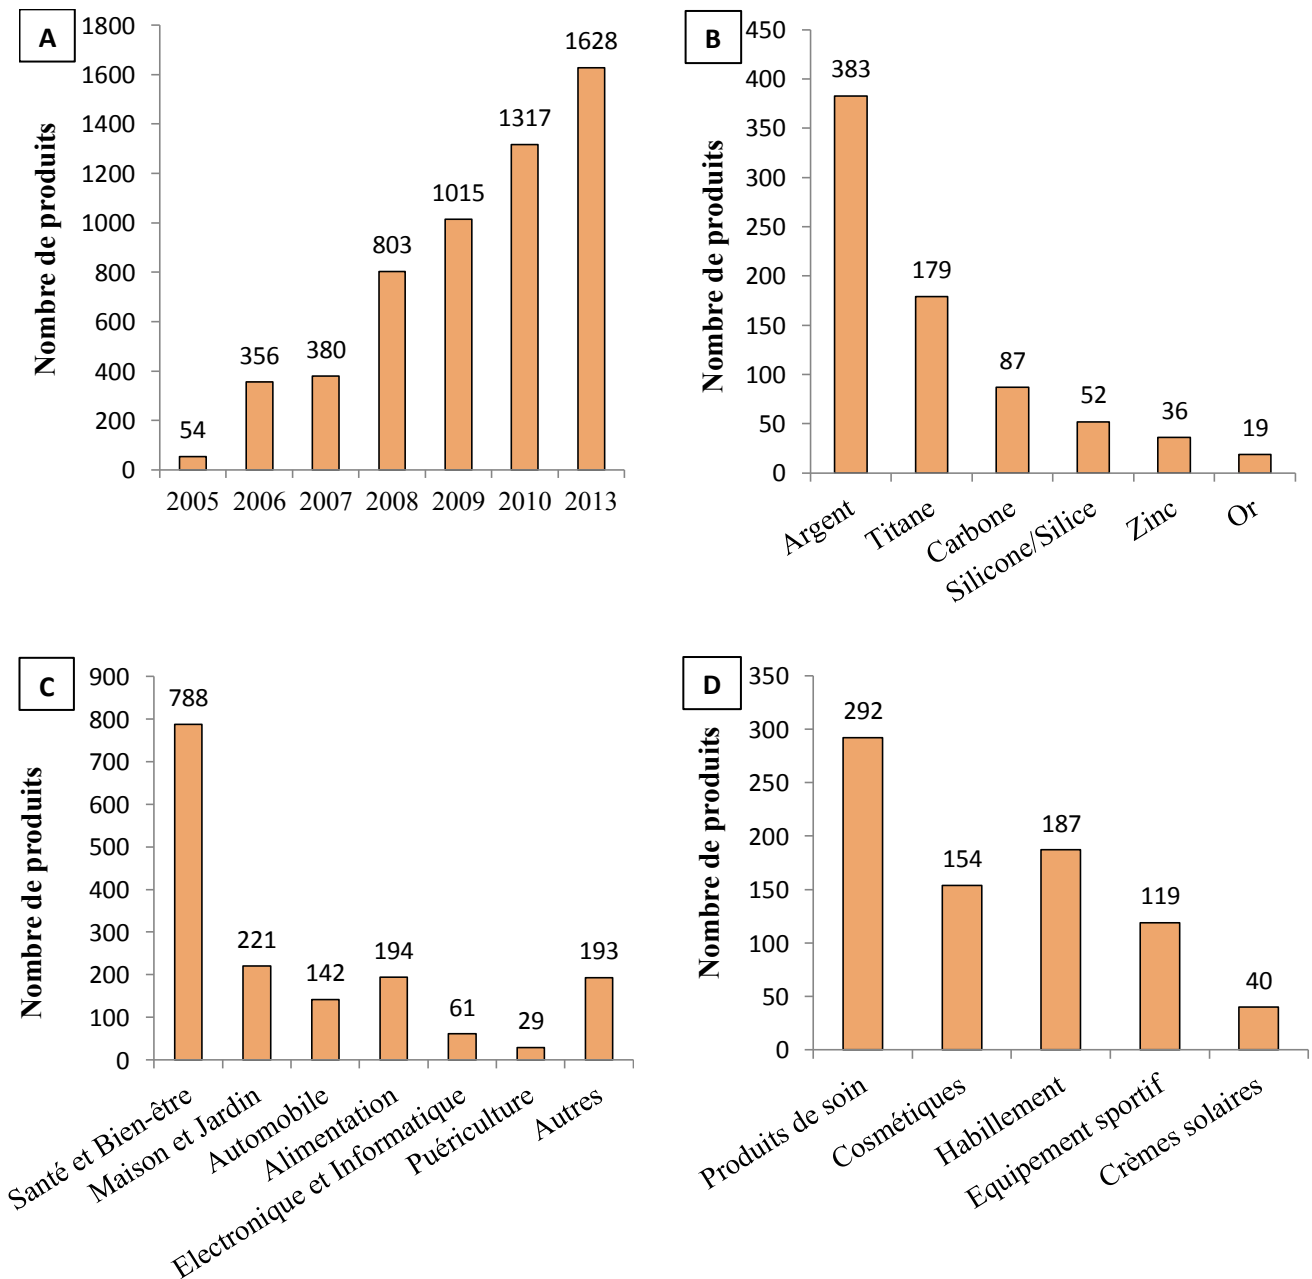 A
Nombre de produits
1800
1600
1400
1200
1000
800
600
400
200
0
54
356
380
803
1015
1317
1628
2005 2006 2007 2008 2009 2010 2013
B
Nombre de produits
450
400
350
300
250
200
150
100
50
0
383
179
87
52
36
19
Argent
Titane
Carbone
Silicone/Silice
Zinc
Or
C
Nombre de produits
900
800
700
600
500
400
300
200
100
0
788
221
142
194
61
29
193
Santé et Bien-être
Maison et Jardin
Automobile
Alimentation
Electronique et Informatique
Puériculture
Autres
D
Nombre de produits
350
300
250
200
150
100
50
0
292
154
187
119
40
Produits de soin
Cosmétiques
Habillement
Equipement sportif
Crèmes solaires